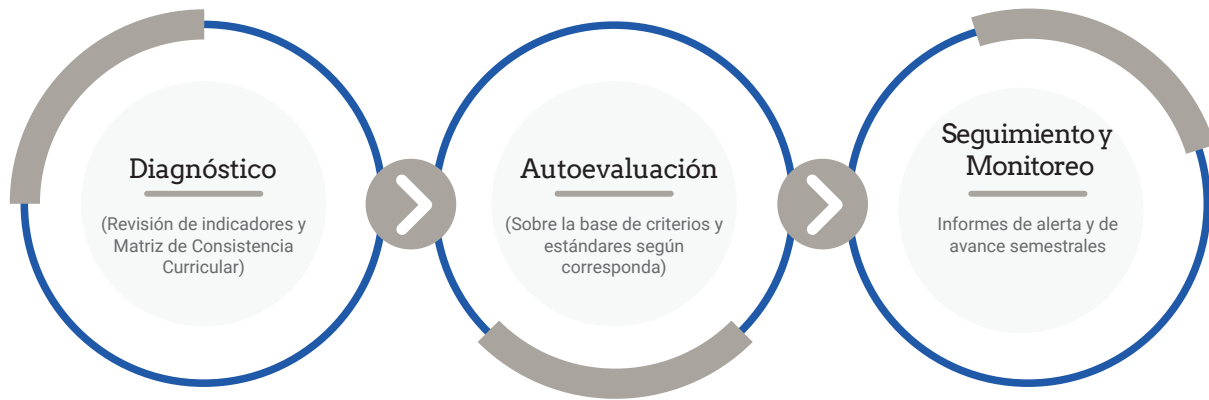 Diagnóstico
(Revisión de indicadores y
Matriz de Consistencia
Curricular)
Autoevaluación
(Sobre la base de criterios y
estándares según
corresponda)
Seguimiento y
Monitoreo
Informes de alerta y de
avance semestrales